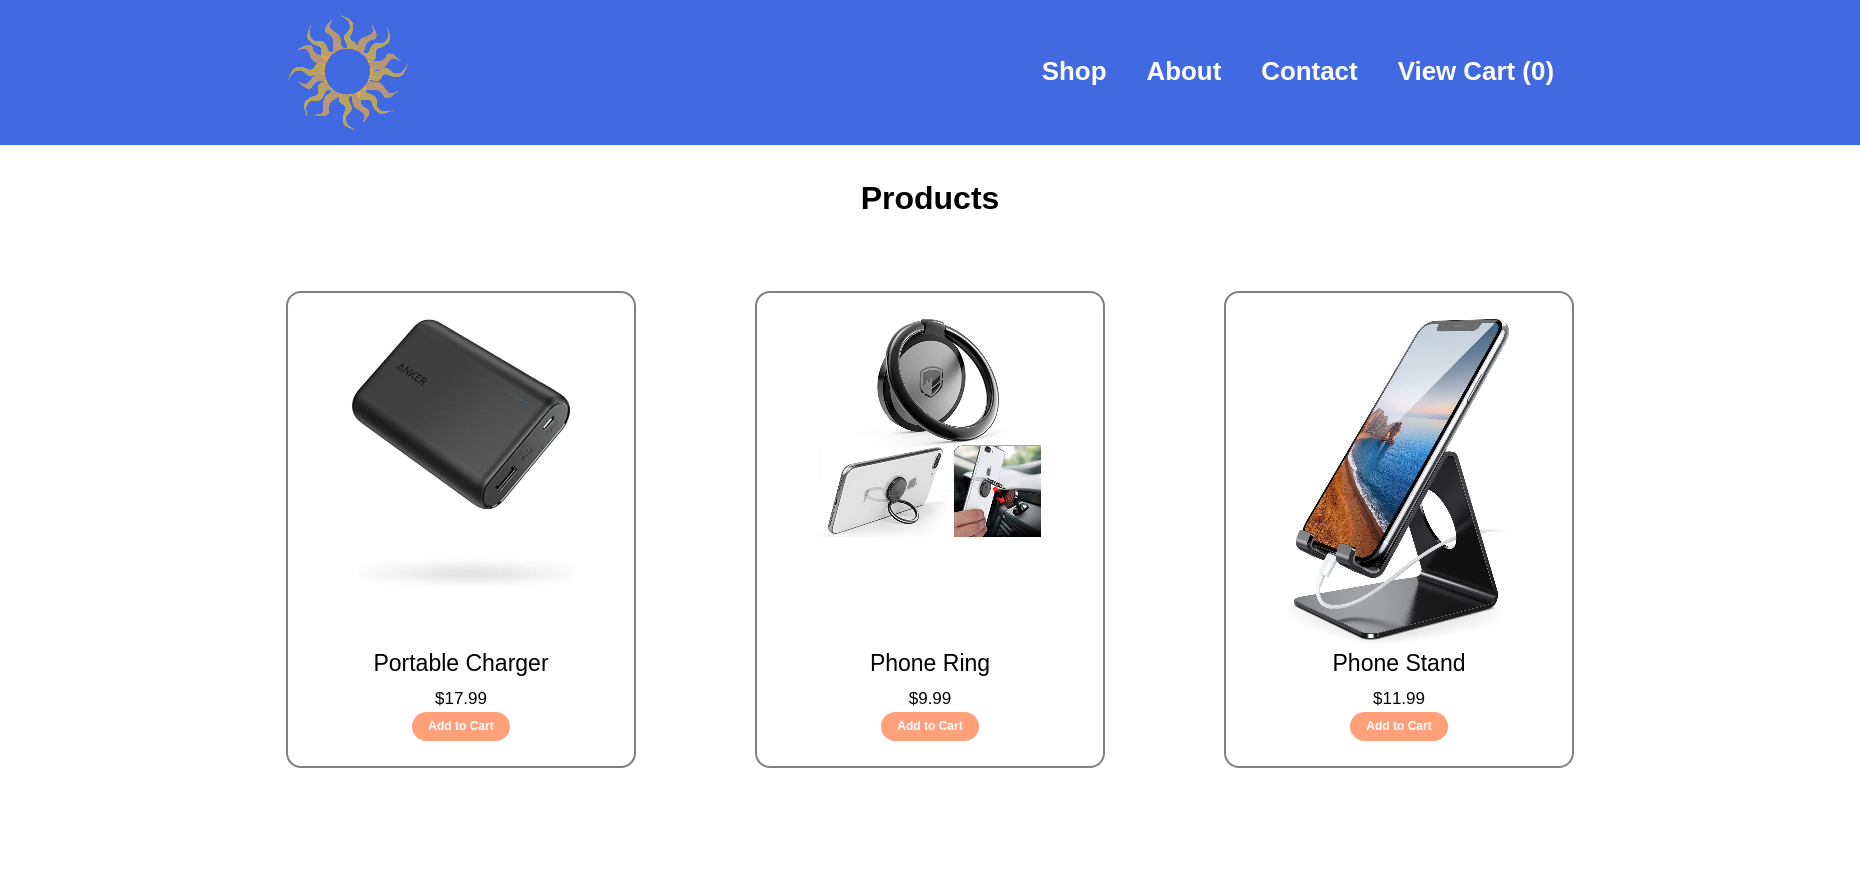 Shop About Contact View Cart (0)
Products
ANKER
Portable Charger
$17.99
Add to Cart
Phone Ring
$9.99
Add to Cart
Phone Stand
$11.99
Add to Cart